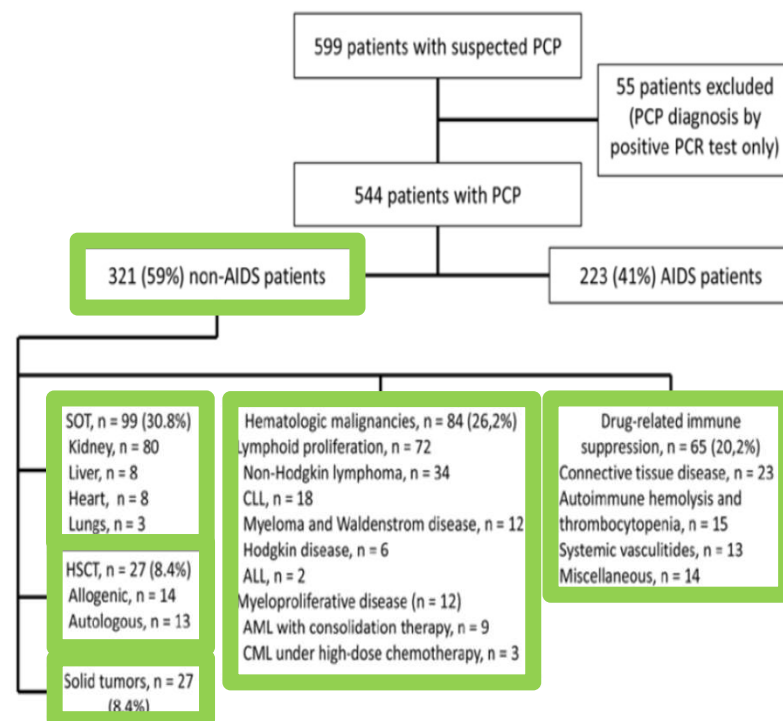 599 patients with suspected PCP
55 patients excluded
(PCP diagnosis by
positive PCR test only)
544 patients with PCP
321 (59%) non-AIDS patients
223 (41%) AIDS patients
SOT, n = 99 (30.8%)
Kidney, n = 80
Liver, n = 8
Heart, n = 8
Lungs, n = 3
HSCT, n = 27 (8.4%)
Allogenic, n = 14
Autologous, n = 13
Solid tumors, n = 27
(8.4%)
Hematologic malignancies, n = 84 (26,2%)
Lymphoid proliferation, n = 72
Non-Hodgkin lymphoma, n = 34
CLL, n = 18
Myeloma and Waldenstrom disease, n = 12
Hodgkin disease, n = 6
ALL, n = 2
Myeloproliferative disease (n = 12)
AML with consolidation therapy, n = 9
CML under high-dose chemotherapy, n = 3
Drug-related immune
suppression, n = 65 (20,2%)
Connective tissue disease, n = 23
Autoimmune hemolysis and
thrombocytopenia, n = 15
Systemic vasculitides, n = 13
Miscellaneous, n = 14